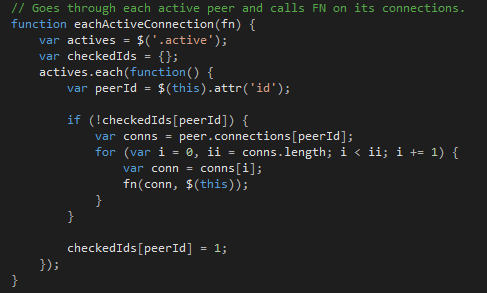 // Goes through each active peer and calls FN on its connections.
function eachActiveConnection(fn) {
    var actives = $('.active');
    var checkedIds = {};
    actives.each(function() {
        var peerId = $(this).attr('id');

        if (!checkedIds[peerId]) {
            var conns = peer.connections[peerId];
            for (var i = 0, ii = conns.length; i < ii; i += 1) {
                var conn = conns[i];
                fn(conn, $(this));
            }
        }

        checkedIds[peerId] = 1;
    });
}